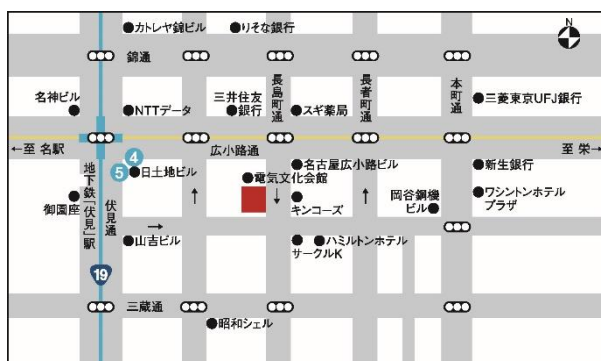 カトレヤ錦ビル
りそな銀行
N
錦通
名神ビル
NTTデータ
三井住友
銀行
長島町通
スギ薬局
長者町通
本町通
三菱東京UFJ銀行
←至 名駅
広小路通
至 栄→
4
5
日土地ビル
電気文化会館
名古屋広小路ビル
新生銀行
地下鉄「伏見」駅
伏見通
御園座
キンコーズ
岡谷鋼機
ビル
ワシントンホテル
プラザ
山吉ビル
サークルK
ハミルトンホテル
19
三蔵通
昭和シェル